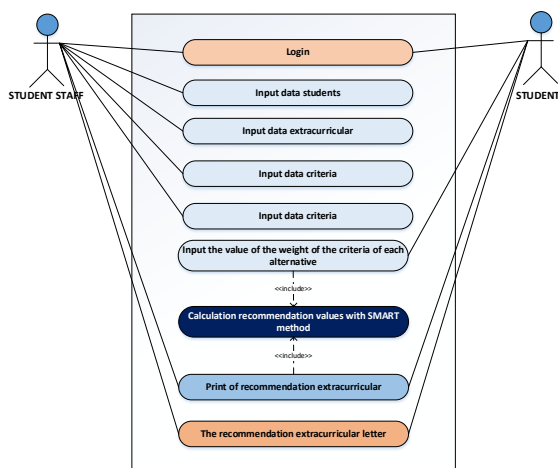 Login
STUDENT STAFF
STUDENT
Input data students
Input data extracurricular
Input data criteria
Input data criteria
Input the value of the weight of the criteria of each
alternative
<<include>>
Calculation recommendation values with SMART
method
<<include>>
Print of recommendation extracurricular
The recommendation extracurricular letter